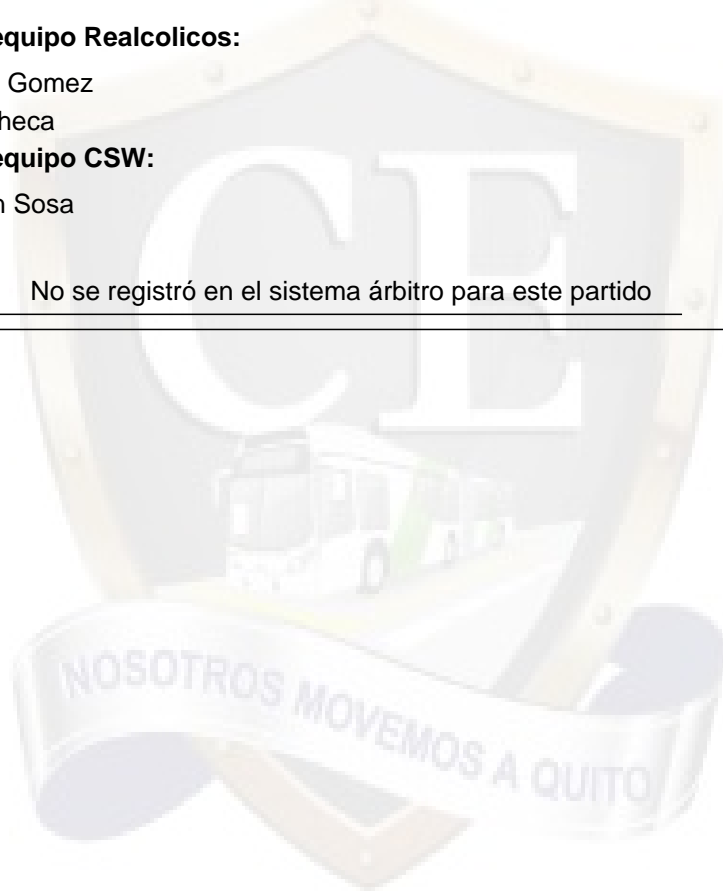 equipo Realcolicos:
Gomez
checa
equipo CSW:
Sosa
No se registró en el sistema árbitro para este partido
CE
NOSOTROS MOVEMOS A QUITO